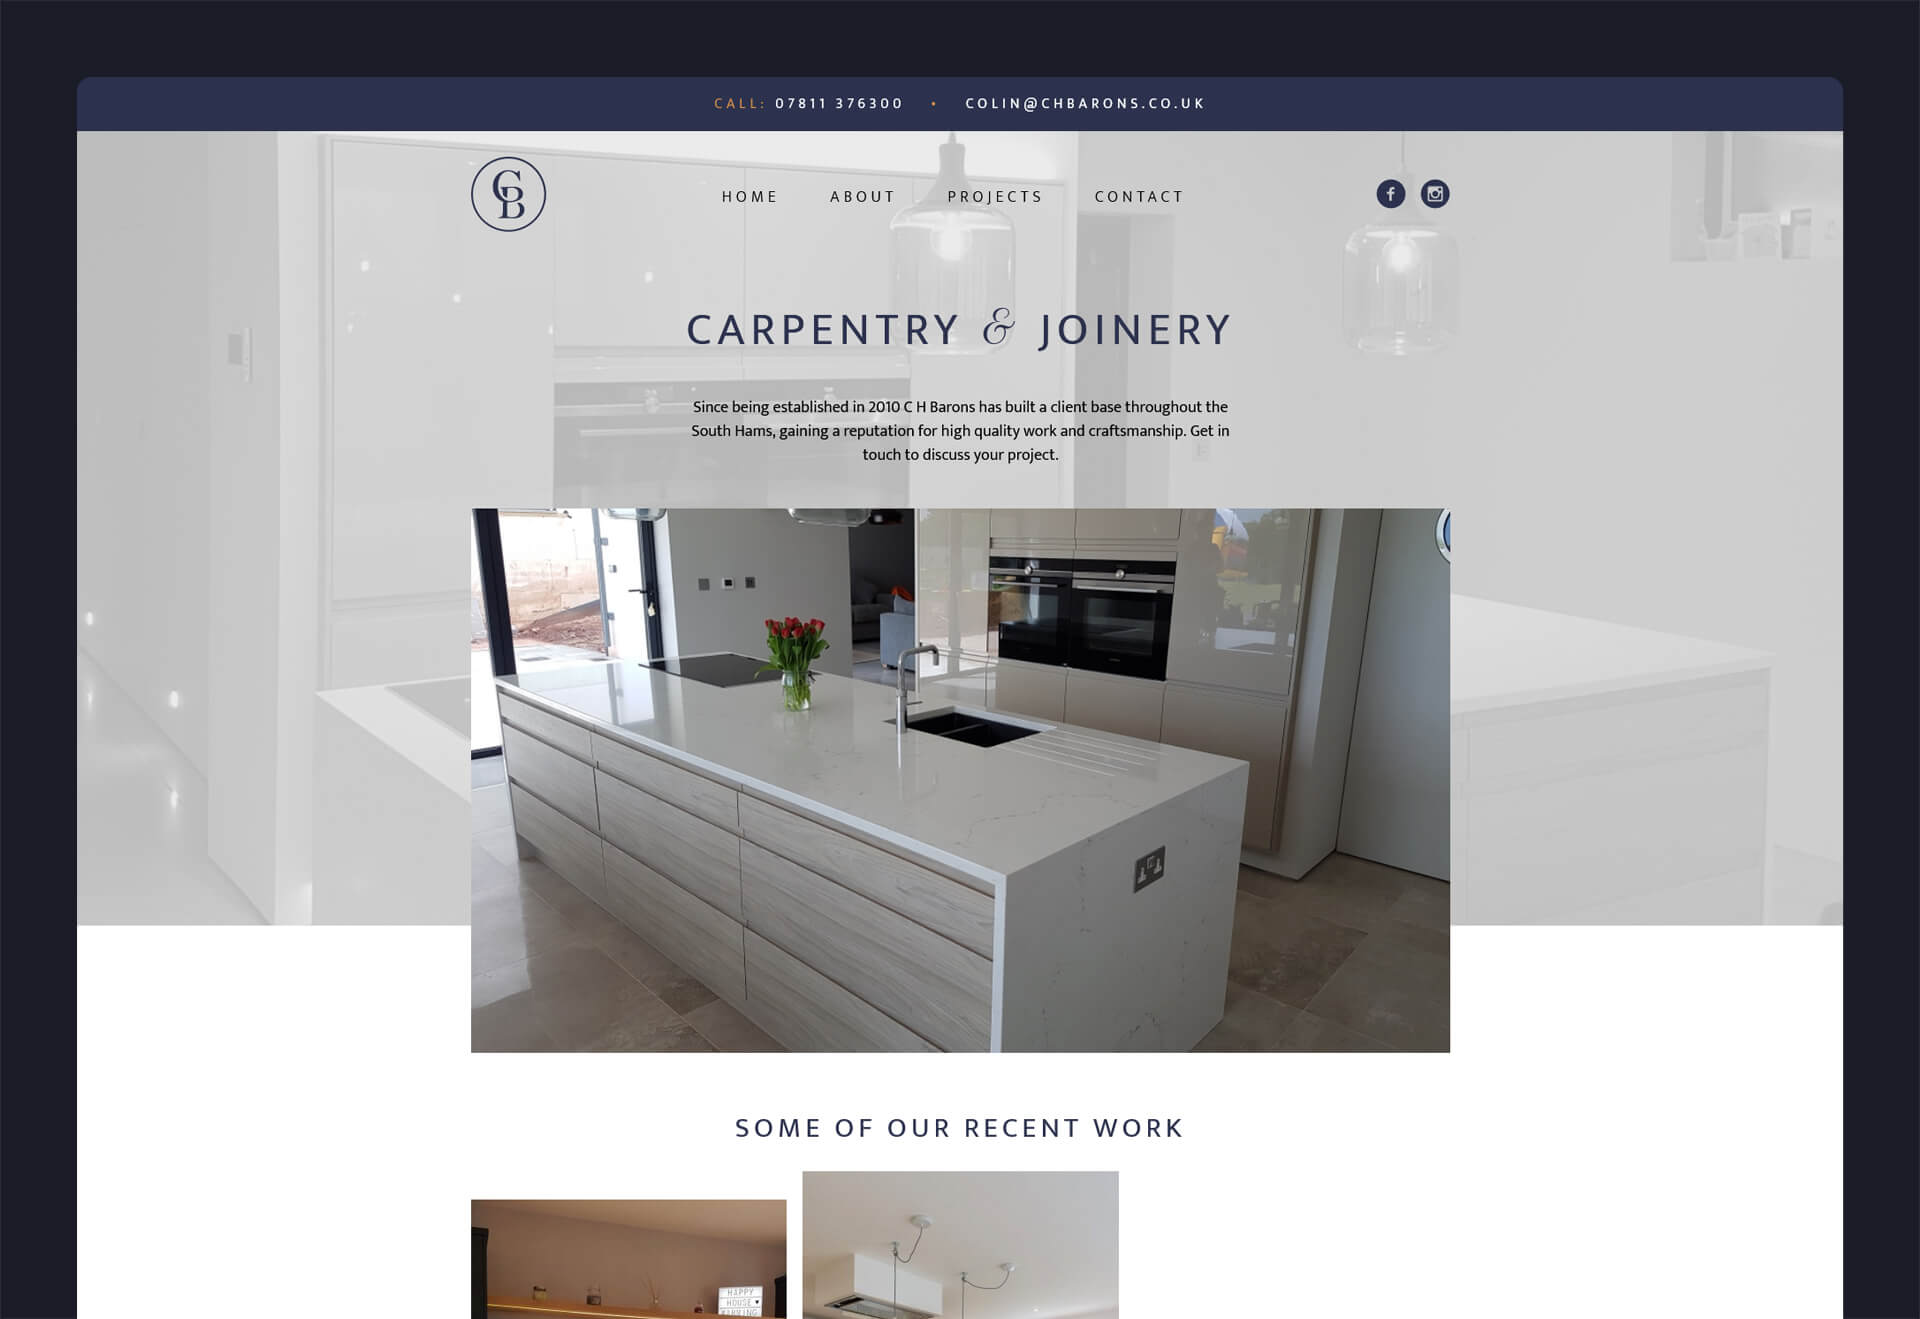 CALL: 07811 376300 • COLIN@CHBARONS.CO.UK
CB
HOME ABOUT PROJECTS CONTACT
CARPENTRY & JOINERY
Since being established in 2010 C H Barons has built a client base throughout the
South Hams, gaining a reputation for high quality work and craftsmanship. Get in
touch to discuss your project.
SOME OF OUR RECENT WORK
HAPPY
HOUSE